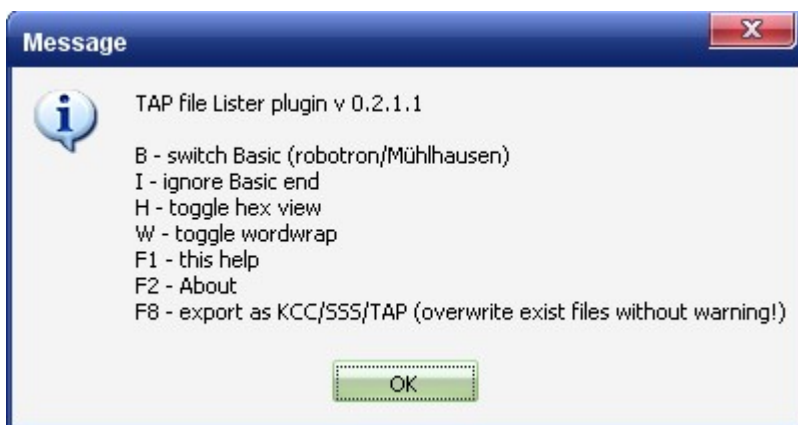 Message
X
TAP file Lister plugin v 0.2.1.1
B - switch Basic (robotron/Mühlhausen)
I - ignore Basic end
H - toggle hex view
W - toggle wordwrap
F1 - this help
F2 - About
F8 - export as KCC/SSS/TAP (overwrite exist files without warning!)
OK